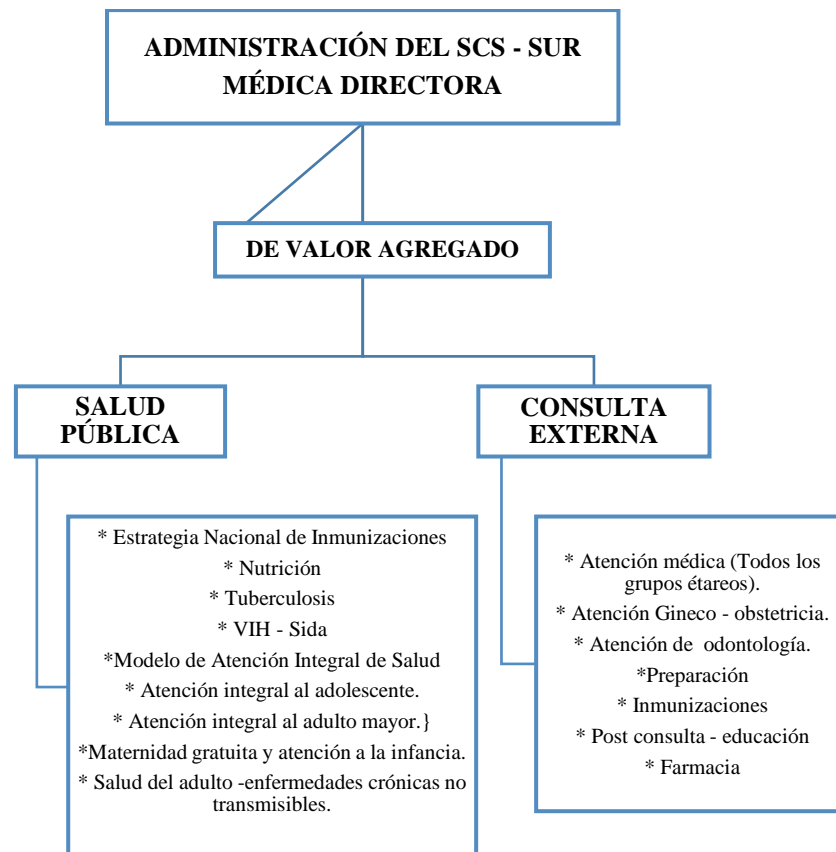 ADMINISTRACIÓN DEL SCS - SUR
MÉDICA DIRECTORA
DE VALOR AGREGADO
SALUD
PÚBLICA
CONSULTA
EXTERNA
* Estrategia Nacional de Inmunizaciones
* Nutrición
* Tuberculosis
* VIH - Sida
*Modelo de Atención Integral de Salud
* Atención integral al adolescente.
* Atención integral al adulto mayor.}
*Maternidad gratuita y atención a la infancia.
* Salud del adulto -enfermedades crónicas no
transmisibles.
* Atención médica (Todos los
grupos étareos).
* Atención Gineco - obstetricia.
* Atención de odontología.
*Preparación
* Inmunizaciones
* Post consulta - educación
* Farmacia